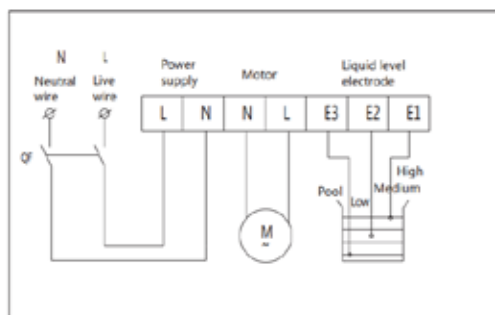 N L
Neutral wire
Live wire
Power supply
Motor
Liquid level electrode
L N N L E3 E2 E1
QF
High
Medium
Pool
Low
M
~